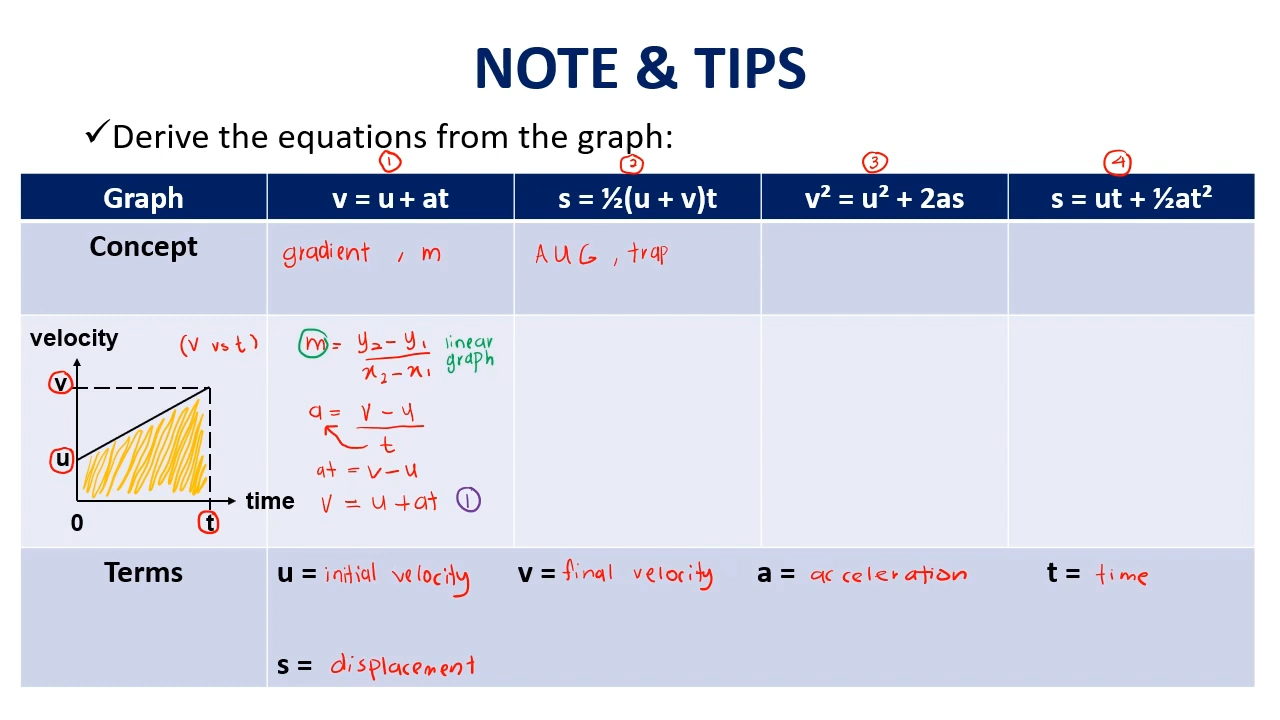 NOTE & TIPS
✓Derive the equations from the graph:
① ② ③ ④
Graph v = u + at s = ½(u + v)t v² = u² + 2as s = ut + ½at²
Concept gradient , m AUG , trap
velocity (v vs t)
v
u
0 t time
m = y₂ - y₁ / x₂ - x₁ linear graph
a = v - u / t
at = v - u
v = u + at ①
Terms u = initial velocity v = final velocity a = acceleration t = time
s = displacement